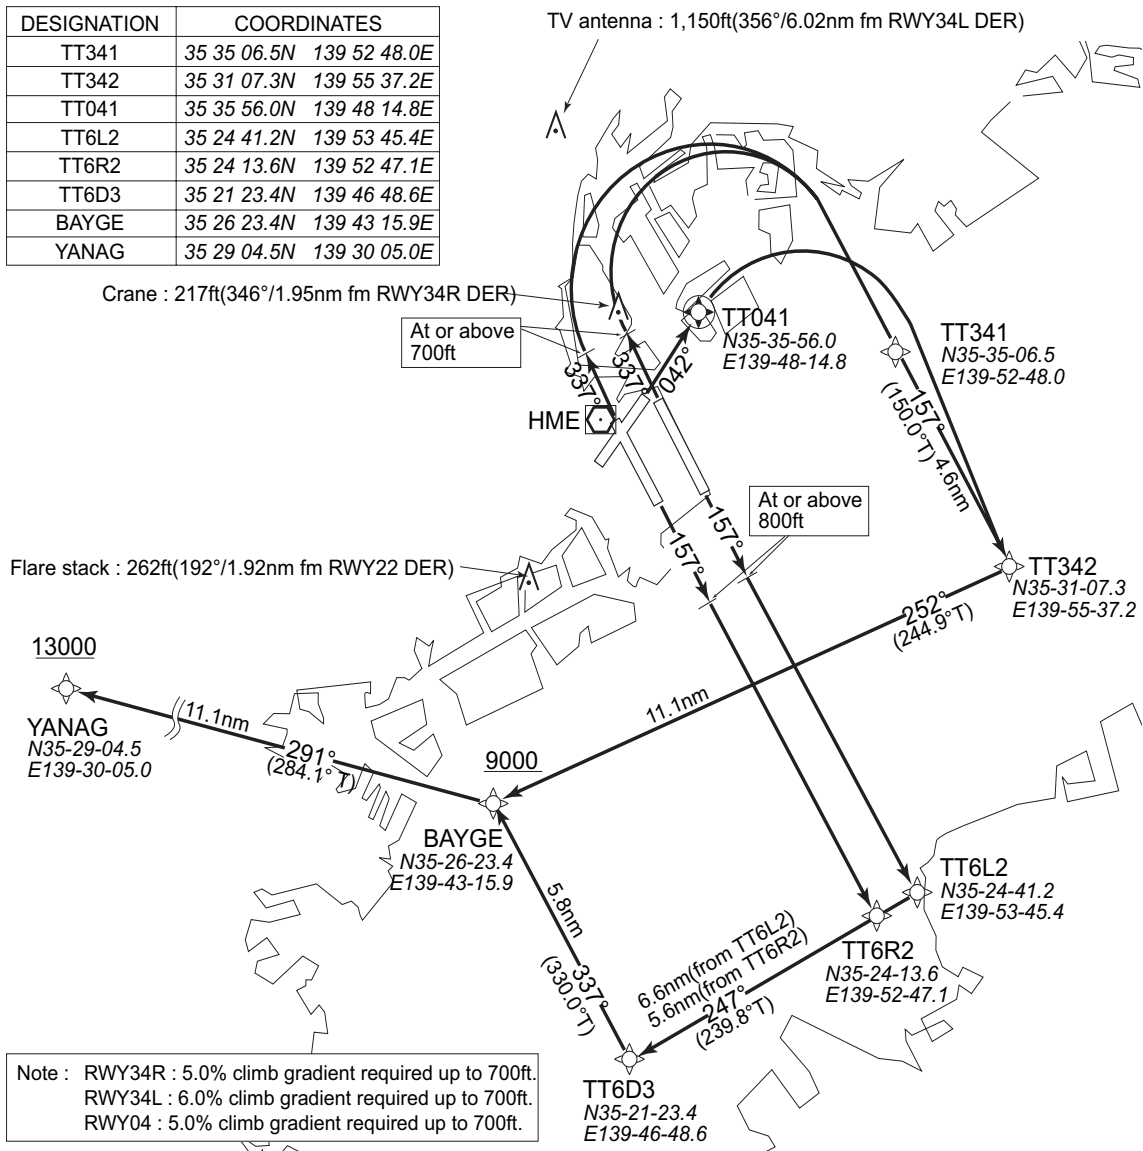 DESIGNATION COORDINATES
TT341 35 35 06.5N 139 52 48.0E
TT342 35 31 07.3N 139 55 37.2E
TT041 35 35 56.0N 139 48 14.8E
TT6L2 35 24 41.2N 139 53 45.4E
TT6R2 35 24 13.6N 139 52 47.1E
TT6D3 35 21 23.4N 139 46 48.6E
BAYGE 35 26 23.4N 139 43 15.9E
YANAG 35 29 04.5N 139 30 05.0E
TV antenna : 1,150ft(356°/6.02nm fm RWY34L DER)
Crane : 217ft(346°/1.95nm fm RWY34R DER)
At or above
700ft
337°
337°
042°
HME
TT041
N35-35-56.0
E139-48-14.8
TT341
N35-35-06.5
E139-52-48.0
157°
(150.0°T)
4.6nm
At or above
800ft
157°
157°
Flare stack : 262ft(192°/1.92nm fm RWY22 DER)
TT342
N35-31-07.3
E139-55-37.2
252°
(244.9°T)
11.1nm
13000
YANAG
N35-29-04.5
E139-30-05.0
11.1nm
291°
(284.1° T)
9000
BAYGE
N35-26-23.4
E139-43-15.9
5.8nm
337°
(330.0°T)
TT6L2
N35-24-41.2
E139-53-45.4
TT6R2
N35-24-13.6
E139-52-47.1
6.6nm(from TT6L2)
5.6nm(from TT6R2)
247°
(239.8°T)
TT6D3
N35-21-23.4
E139-46-48.6
Note : RWY34R : 5.0% climb gradient required up to 700ft.
RWY34L : 6.0% climb gradient required up to 700ft.
RWY04 : 5.0% climb gradient required up to 700ft.